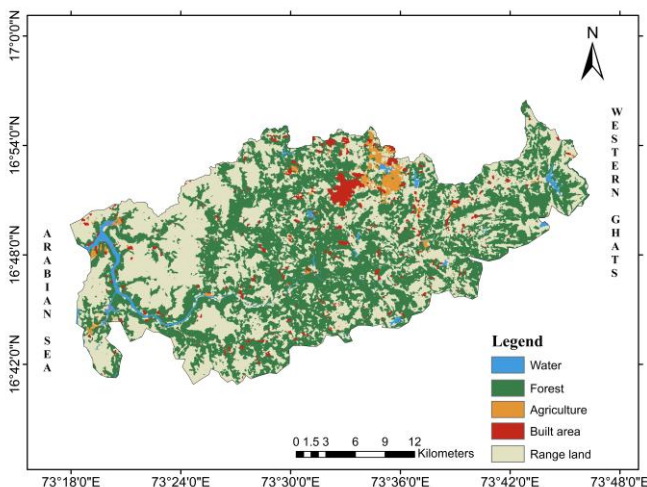 17°0'0"N
16°54'0"N
16°48'0"N
16°42'0"N
N
WESTERN GHATS
ARABIAN SEA
Legend
Water
Forest
Agriculture
Built area
Range land
0 1.5 3 6 9 12
Kilometers
73°18'0"E 73°24'0"E 73°30'0"E 73°36'0"E 73°42'0"E 73°48'0"E